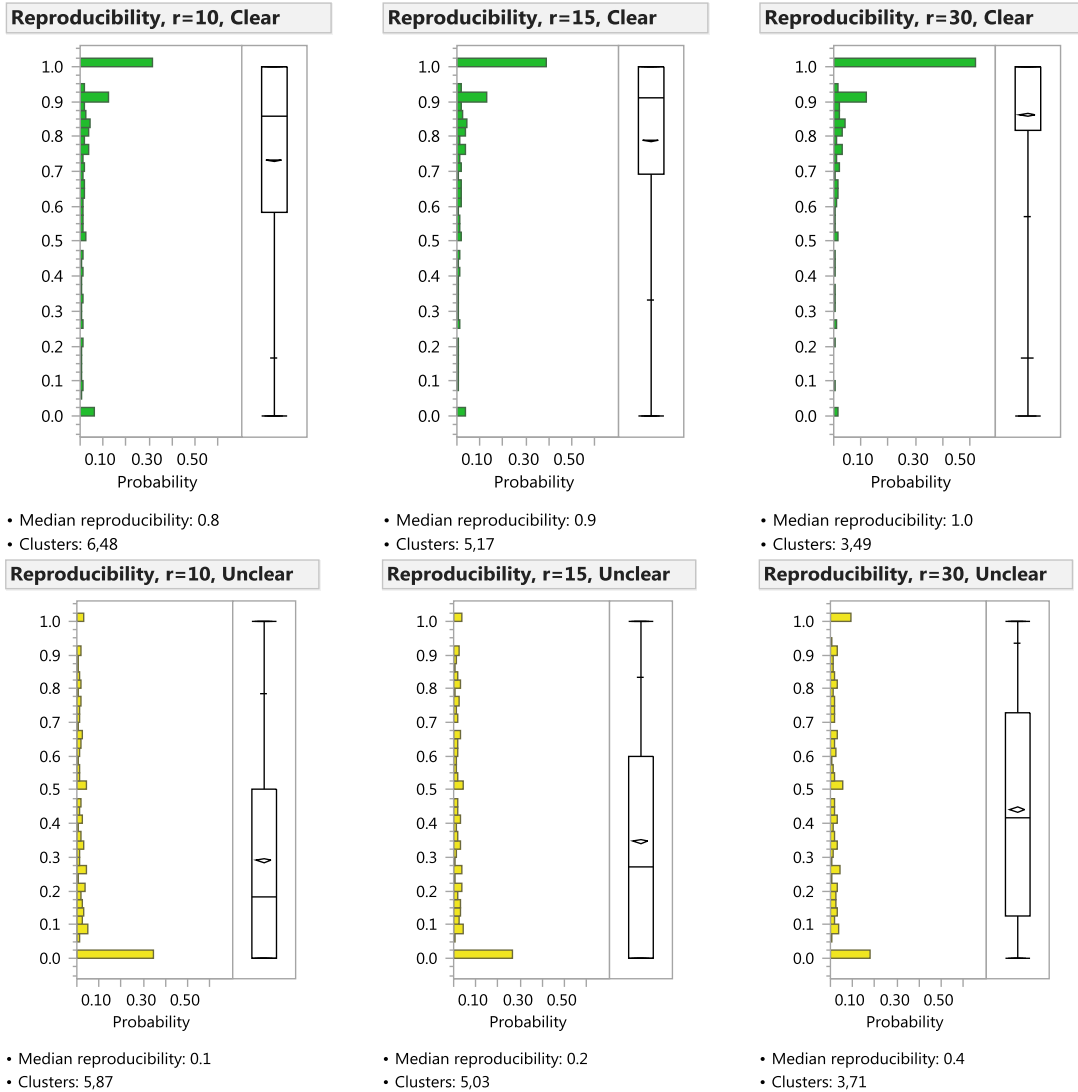 Reproducibility, r=10, Clear
1.0
0.9
0.8
0.7
0.6
0.5
0.4
0.3
0.2
0.1
0.0
0.10 0.30 0.50
Probability
• Median reproducibility: 0.8
• Clusters: 6,48
Reproducibility, r=15, Clear
1.0
0.9
0.8
0.7
0.6
0.5
0.4
0.3
0.2
0.1
0.0
0.10 0.30 0.50
Probability
• Median reproducibility: 0.9
• Clusters: 5,17
Reproducibility, r=30, Clear
1.0
0.9
0.8
0.7
0.6
0.5
0.4
0.3
0.2
0.1
0.0
0.10 0.30 0.50
Probability
• Median reproducibility: 1.0
• Clusters: 3,49
Reproducibility, r=10, Unclear
1.0
0.9
0.8
0.7
0.6
0.5
0.4
0.3
0.2
0.1
0.0
0.10 0.30 0.50
Probability
• Median reproducibility: 0.1
• Clusters: 5,87
Reproducibility, r=15, Unclear
1.0
0.9
0.8
0.7
0.6
0.5
0.4
0.3
0.2
0.1
0.0
0.10 0.30 0.50
Probability
• Median reproducibility: 0.2
• Clusters: 5,03
Reproducibility, r=30, Unclear
1.0
0.9
0.8
0.7
0.6
0.5
0.4
0.3
0.2
0.1
0.0
0.10 0.30 0.50
Probability
• Median reproducibility: 0.4
• Clusters: 3,71